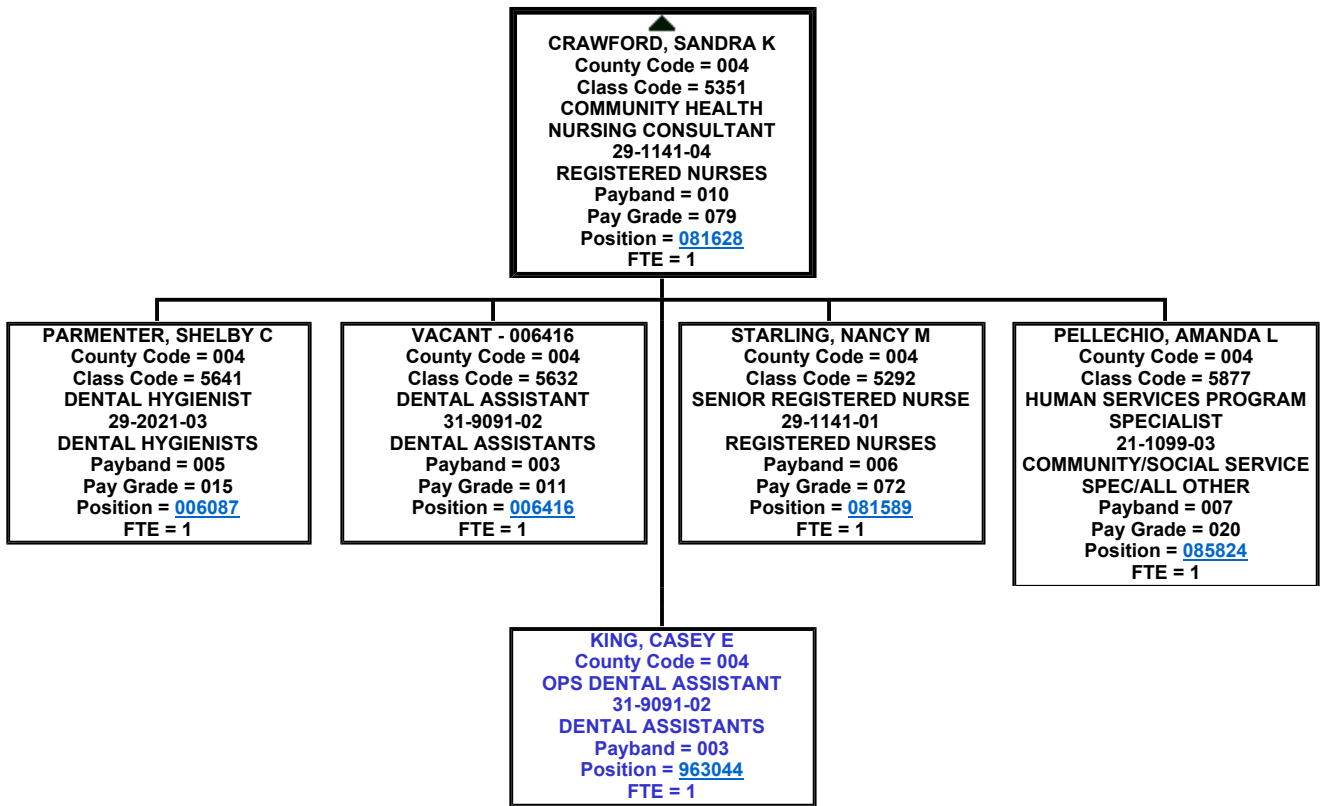 CRAWFORD, SANDRA K
County Code = 004
Class Code = 5351
COMMUNITY HEALTH
NURSING CONSULTANT
29-1141-04
REGISTERED NURSES
Payband = 010
Pay Grade = 079
Position = 081628
FTE = 1
PARMENTER, SHELBY C
County Code = 004
Class Code = 5641
DENTAL HYGIENIST
29-2021-03
DENTAL HYGIENISTS
Payband = 005
Pay Grade = 015
Position = 006087
FTE = 1
VACANT - 006416
County Code = 004
Class Code = 5632
DENTAL ASSISTANT
31-9091-02
DENTAL ASSISTANTS
Payband = 003
Pay Grade = 011
Position = 006416
FTE = 1
STARLING, NANCY M
County Code = 004
Class Code = 5292
SENIOR REGISTERED NURSE
29-1141-01
REGISTERED NURSES
Payband = 006
Pay Grade = 072
Position = 081589
FTE = 1
PELLECHIO, AMANDA L
County Code = 004
Class Code = 5877
HUMAN SERVICES PROGRAM
SPECIALIST
21-1099-03
COMMUNITY/SOCIAL SERVICE
SPEC/ALL OTHER
Payband = 007
Pay Grade = 020
Position = 085824
FTE = 1
KING, CASEY E
County Code = 004
OPS DENTAL ASSISTANT
31-9091-02
DENTAL ASSISTANTS
Payband = 003
Position = 963044
FTE = 1